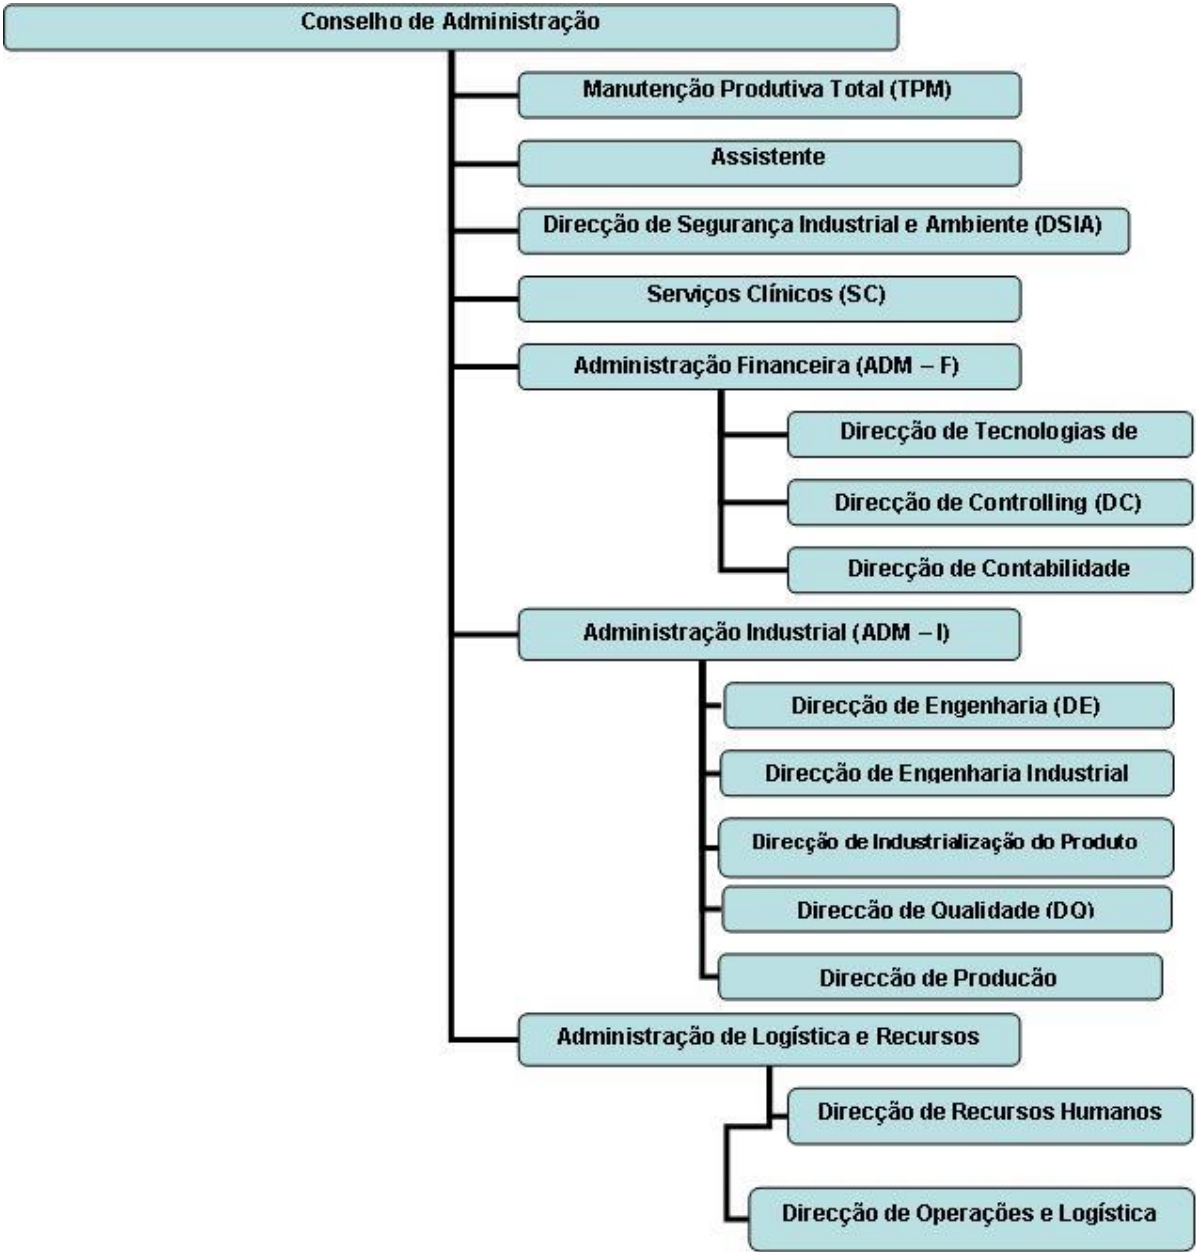 Conselho de Administração
Manutenção Produtiva Total (TPM)
Assistente
Direcção de Segurança Industrial e Ambiente (DSIA)
Serviços Clínicos (SC)
Administração Financeira (ADM – F)
Direcção de Tecnologias de
Direcção de Controlling (DC)
Direcção de Contabilidade
Administração Industrial (ADM – I)
Direcção de Engenharia (DE)
Direcção de Engenharia Industrial
Direcção de Industrialização do Produto
Direcção de Qualidade (DQ)
Direcção de Produção
Administração de Logística e Recursos
Direcção de Recursos Humanos
Direcção de Operações e Logística